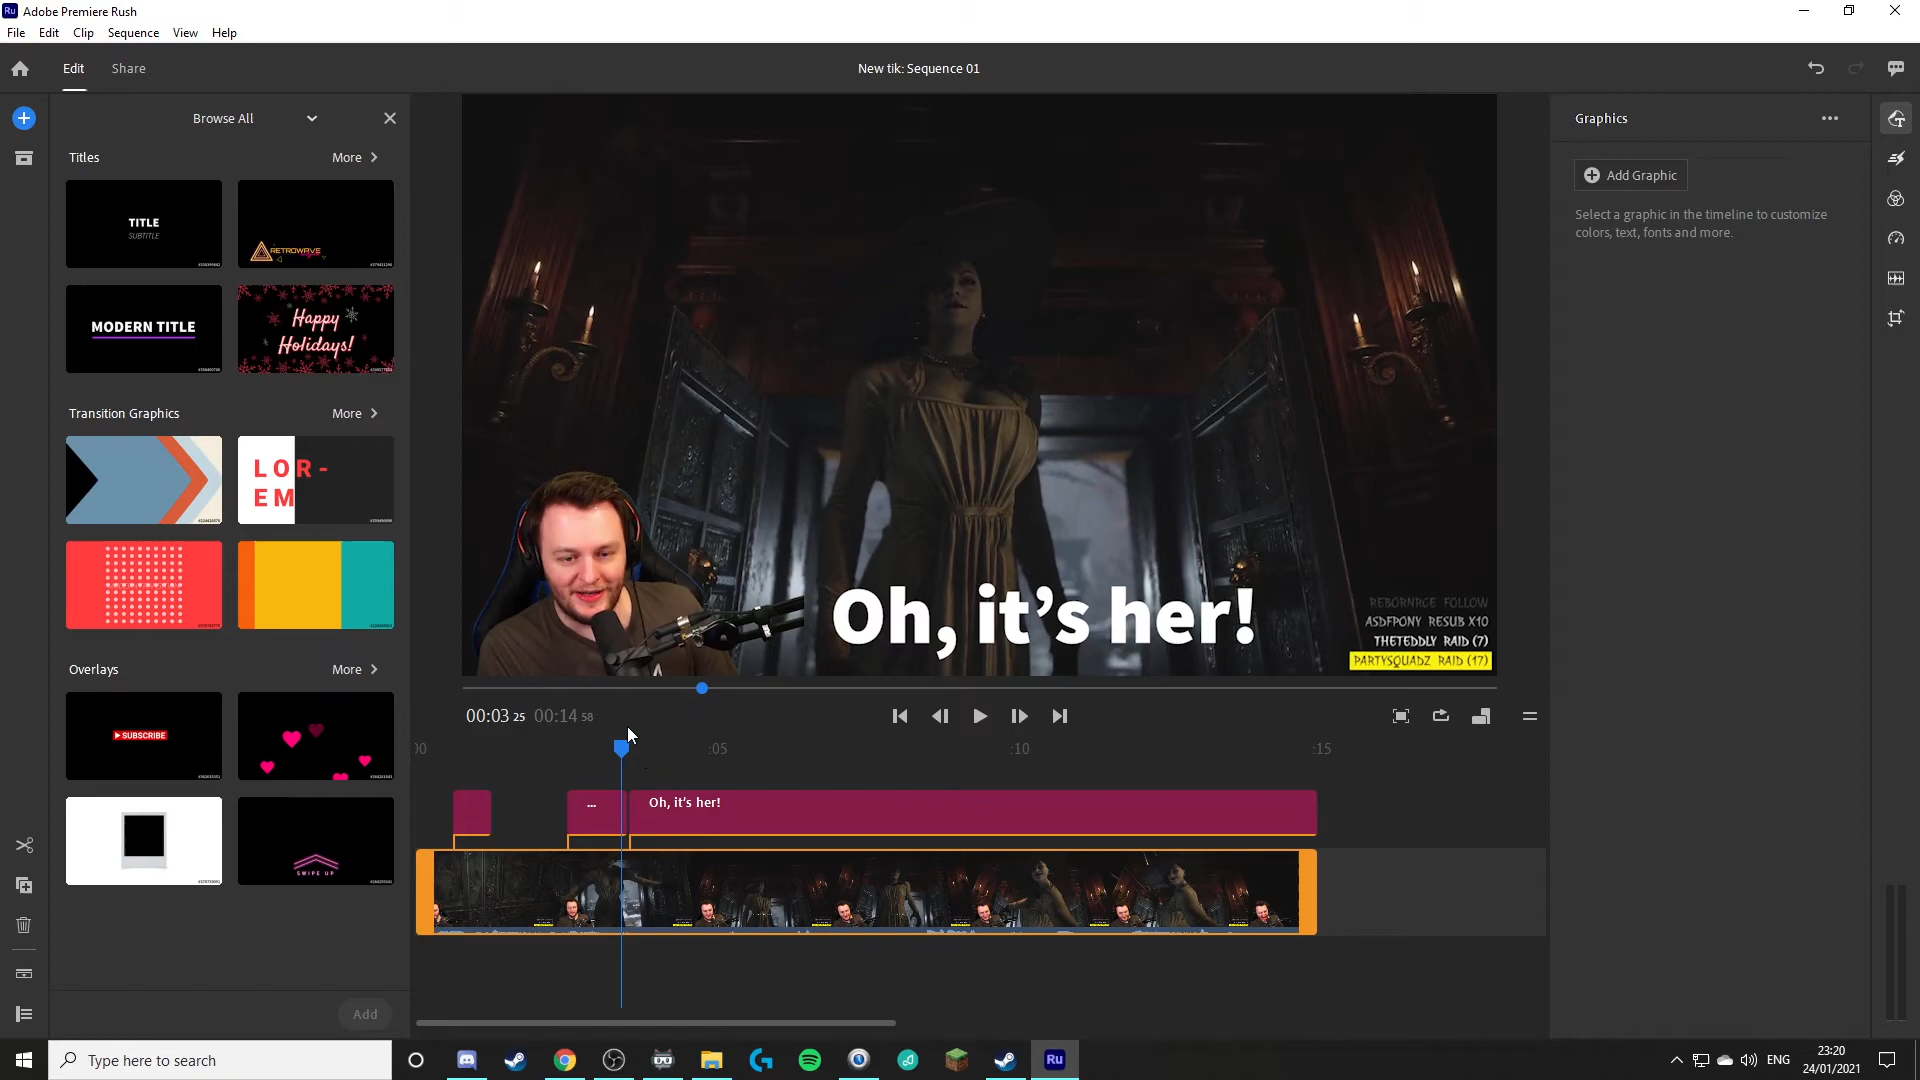 Ru Adobe Premiere Rush
File Edit Clip Sequence View Help
Edit Share New tik: Sequence 01
Browse All
Titles More
TITLE
SUBTITLE
RETROWAVE
MODERN TITLE
Happy
Holidays!
Transition Graphics More
LOR-
EM
Overlays More
SUBSCRIBE
SWIPE UP
Add
Oh, it's her!
REBORNRCE FOLLOW
ASDFPONY RESUB X10
THETEDDLY RAID (7)
PARTYSQUADZ RAID (17)
00:03 25 00:14 58
:00 :05 :10 :15
... Oh, it's her!
Graphics
Add Graphic
Select a graphic in the timeline to customize
colors, text, fonts and more.
Type here to search
Ru
ENG
23:20
24/01/2021